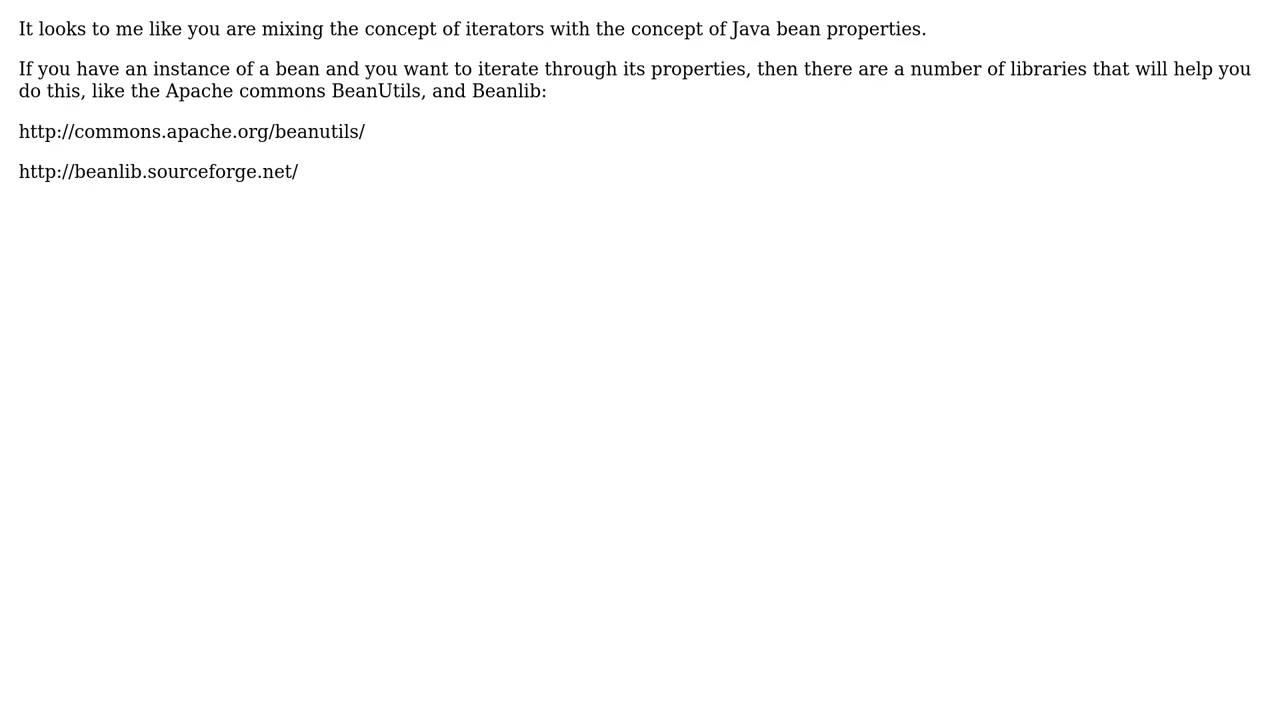 It looks to me like you are mixing the concept of iterators with the concept of Java bean properties.
If you have an instance of a bean and you want to iterate through its properties, then there are a number of libraries that will help you
do this, like the Apache commons BeanUtils, and Beanlib:
http://commons.apache.org/beanutils/
http://beanlib.sourceforge.net/